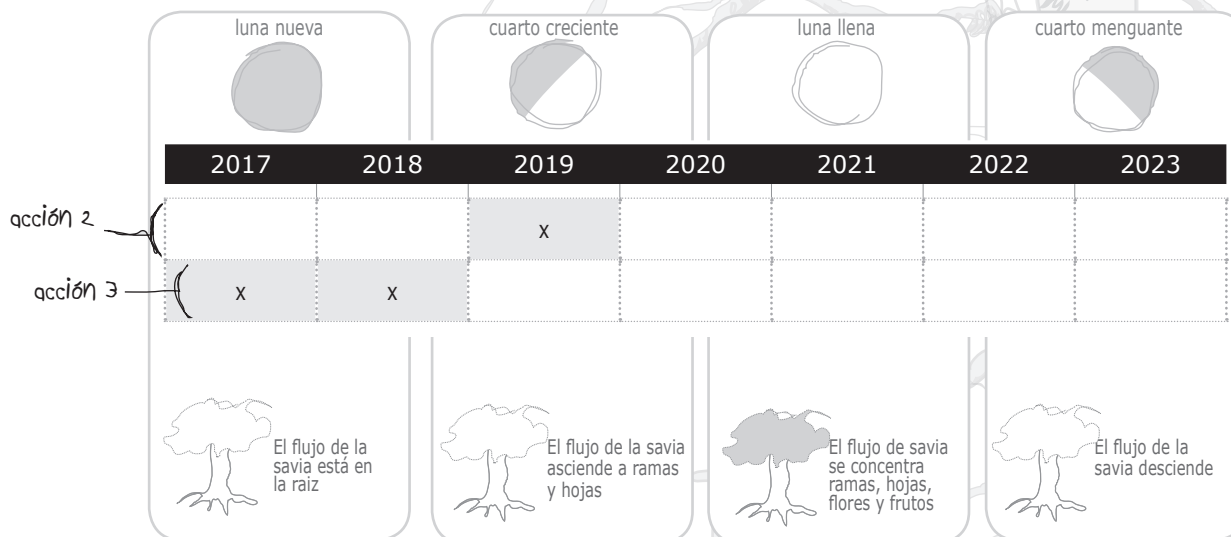 luna nueva
cuarto creciente
luna llena
cuarto menguante
2017 2018 2019 2020 2021 2022 2023
acción 2
x
acción 3
x x
El flujo de la
savia está en
la raiz
El flujo de la savia
asciende a ramas
y hojas
El flujo de savia
se concentra
ramas, hojas,
flores y frutos
El flujo de la
savia desciende